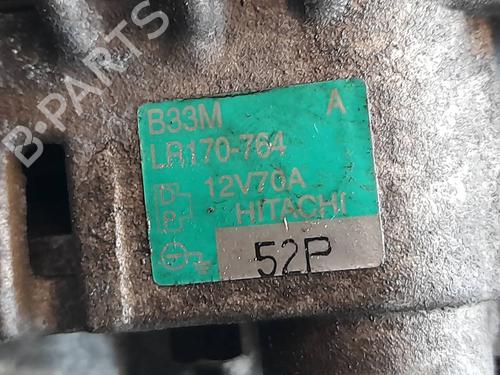 B-PARTS
B33M A
LR170-764
D 12V70A
P HITACHI
52P